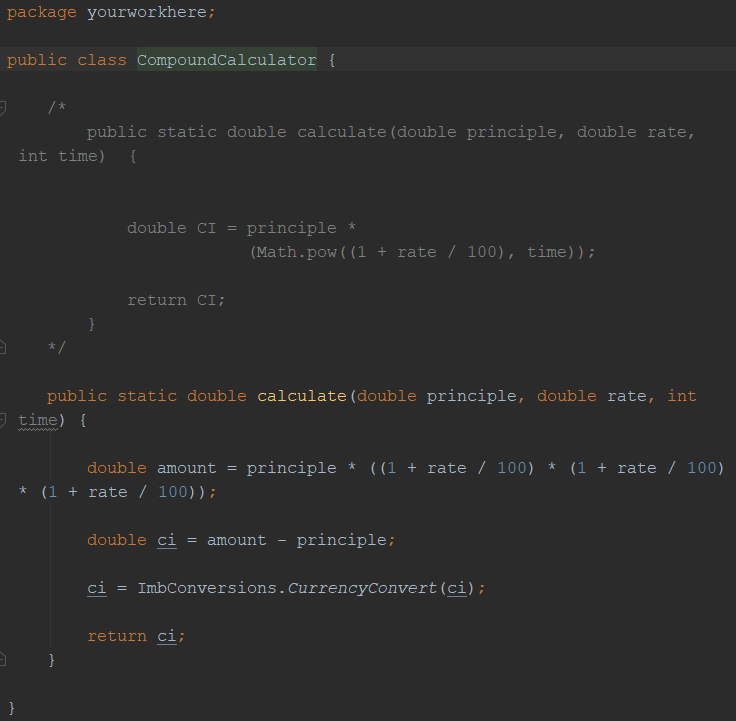 package yourworkhere;
public class CompoundCalculator {
/*
public static double calculate(double principle, double rate,
int time)  {
double CI = principle *
(Math.pow((1 + rate / 100), time));
return CI;
}
*/
public static double calculate(double principle, double rate, int
time) {
double amount = principle * ((1 + rate / 100) * (1 + rate / 100)
* (1 + rate / 100));
double ci = amount - principle;
ci = ImbConversions.CurrencyConvert(ci);
return ci;
}
}